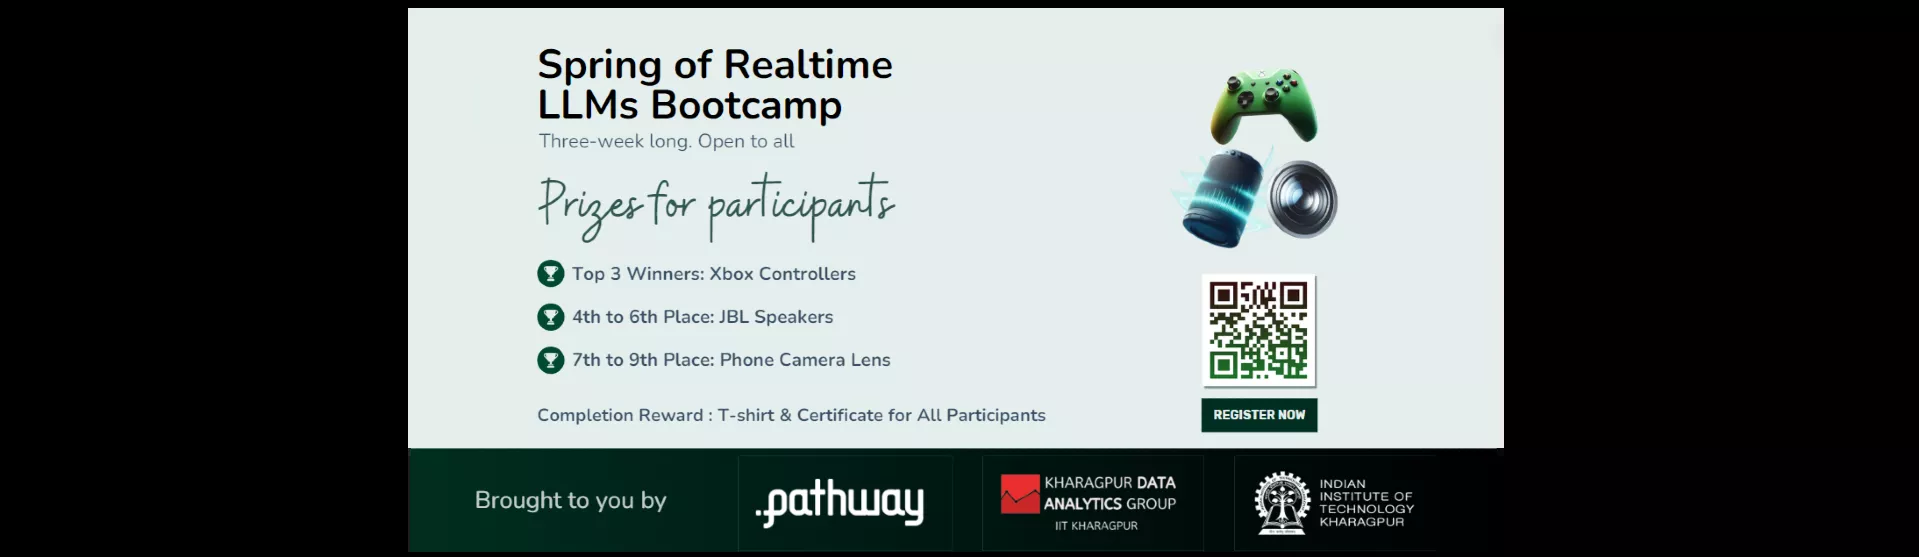 Spring of Realtime
LLMs Bootcamp
Three-week long. Open to all
Prizes for participants
Top 3 Winners: Xbox Controllers
4th to 6th Place: JBL Speakers
7th to 9th Place: Phone Camera Lens
Completion Reward : T-shirt & Certificate for All Participants
REGISTER NOW
Brought to you by
.pathway
KHARAGPUR DATA
ANALYTICS GROUP
IIT KHARAGPUR
INDIAN
INSTITUTE OF
TECHNOLOGY
KHARAGPUR